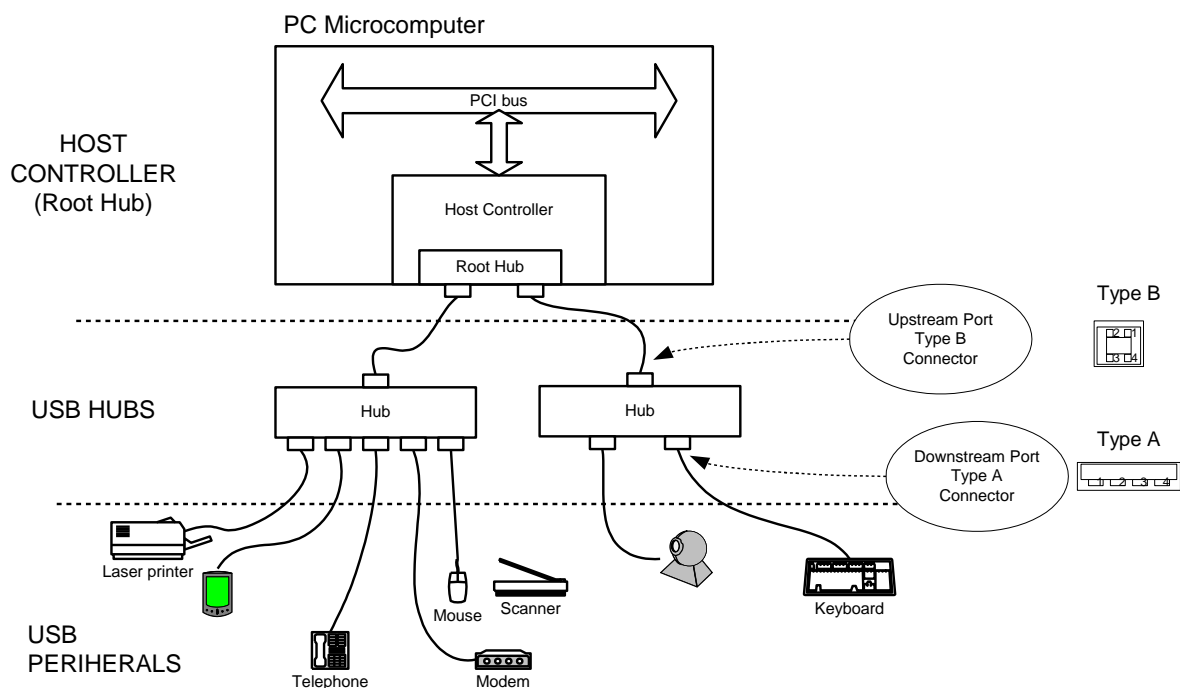 PC Microcomputer
PCI bus
HOST
CONTROLLER
(Root Hub)
Host Controller
Root Hub
Type B
Upstream Port
Type B
Connector
2 1
3 4
USB HUBS
Hub
Hub
Type A
Downstream Port
Type A
Connector
1 2 3 4
Laser printer
Mouse
Scanner
Keyboard
USB
PERIHERALS
Telephone
Modem